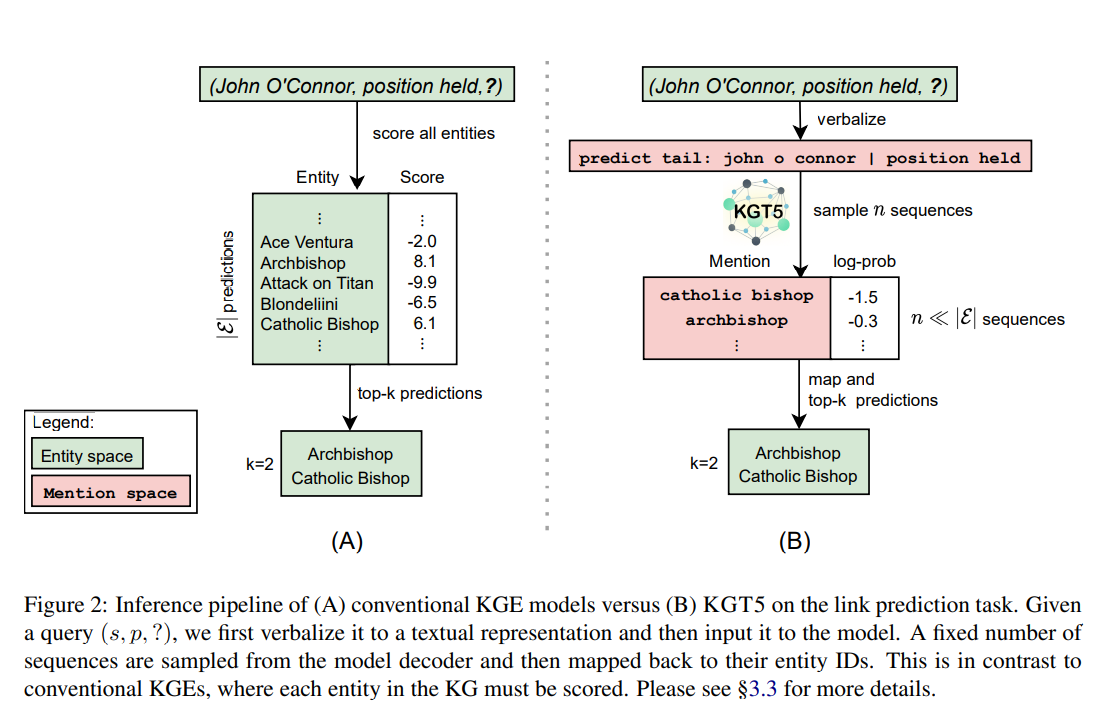 (John O'Connor, position held,?)
score all entities
Entity
Score
⋮
⋮
Ace Ventura
-2.0
Archbishop
8.1
Attack on Titan
-9.9
Blondeliini
-6.5
Catholic Bishop
6.1
⋮
⋮
|ℰ| predictions
top-k predictions
k=2
Archbishop
Catholic Bishop
Legend:
Entity space
Mention space
(A)
(John O'Connor, position held, ?)
verbalize
predict tail: john o connor | position held
KGT5
sample n sequences
Mention
log-prob
catholic bishop
-1.5
archbishop
-0.3
⋮
⋮
n ≪ |ℰ| sequences
map and
top-k predictions
k=2
Archbishop
Catholic Bishop
(B)
Figure 2: Inference pipeline of (A) conventional KGE models versus (B) KGT5 on the link prediction task. Given
a query (s, p, ?), we first verbalize it to a textual representation and then input it to the model. A fixed number of
sequences are sampled from the model decoder and then mapped back to their entity IDs. This is in contrast to
conventional KGEs, where each entity in the KG must be scored. Please see §3.3 for more details.